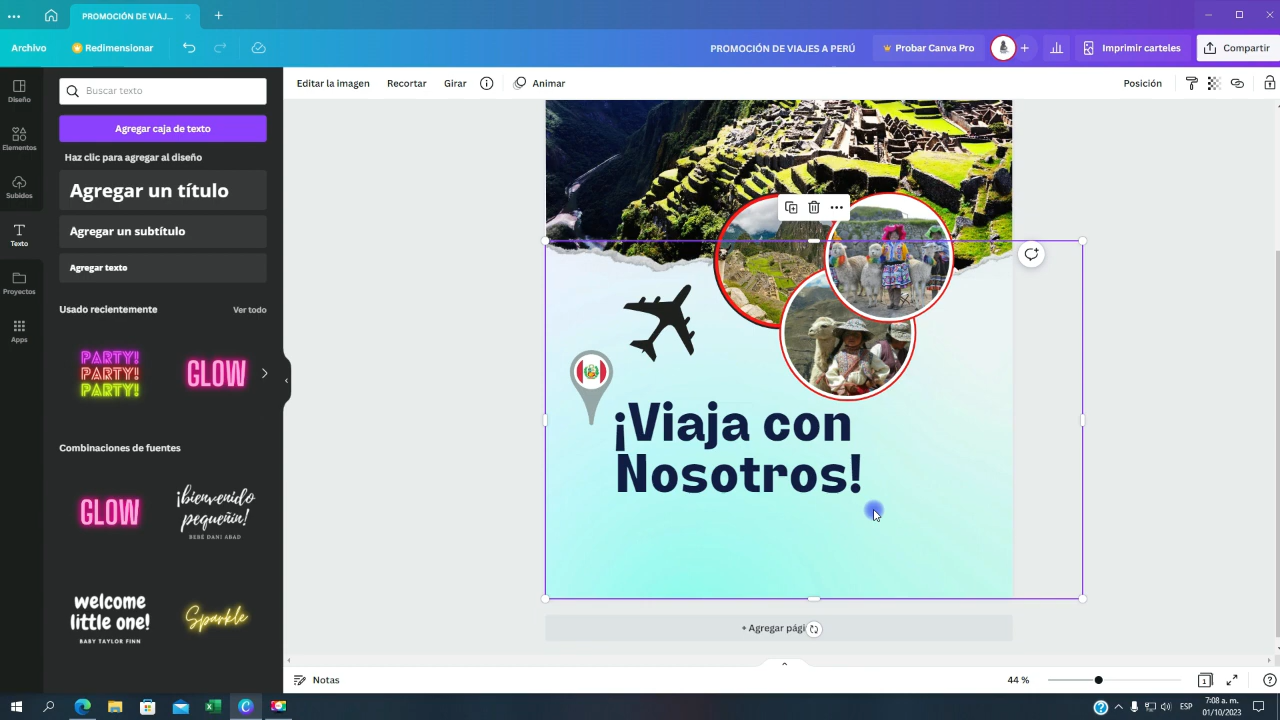 PROMOCIÓN DE VIAJ...
Archivo
Redimensionar
PROMOCIÓN DE VIAJES A PERÚ
Probar Canva Pro
Imprimir carteles
Compartir
Diseño
Elementos
Subidos
Texto
Proyectos
Apps
Buscar texto
Agregar caja de texto
Haz clic para agregar al diseño
Agregar un título
Agregar un subtítulo
Agregar texto
Usado recientemente
Ver todo
PARTY!
PARTY!
PARTY!
GLOW
Combinaciones de fuentes
GLOW
¡bienvenido
pequeñin!
BEBÉ DANI ABAD
welcome
little one!
BABY TAYLOR FINN
Sparkle
Editar la imagen
Recortar
Girar
Animar
Posición
¡Viaja con
Nosotros!
+ Agregar pági
Notas
44 %
1
ESP
7:08 a. m.
01/10/2023